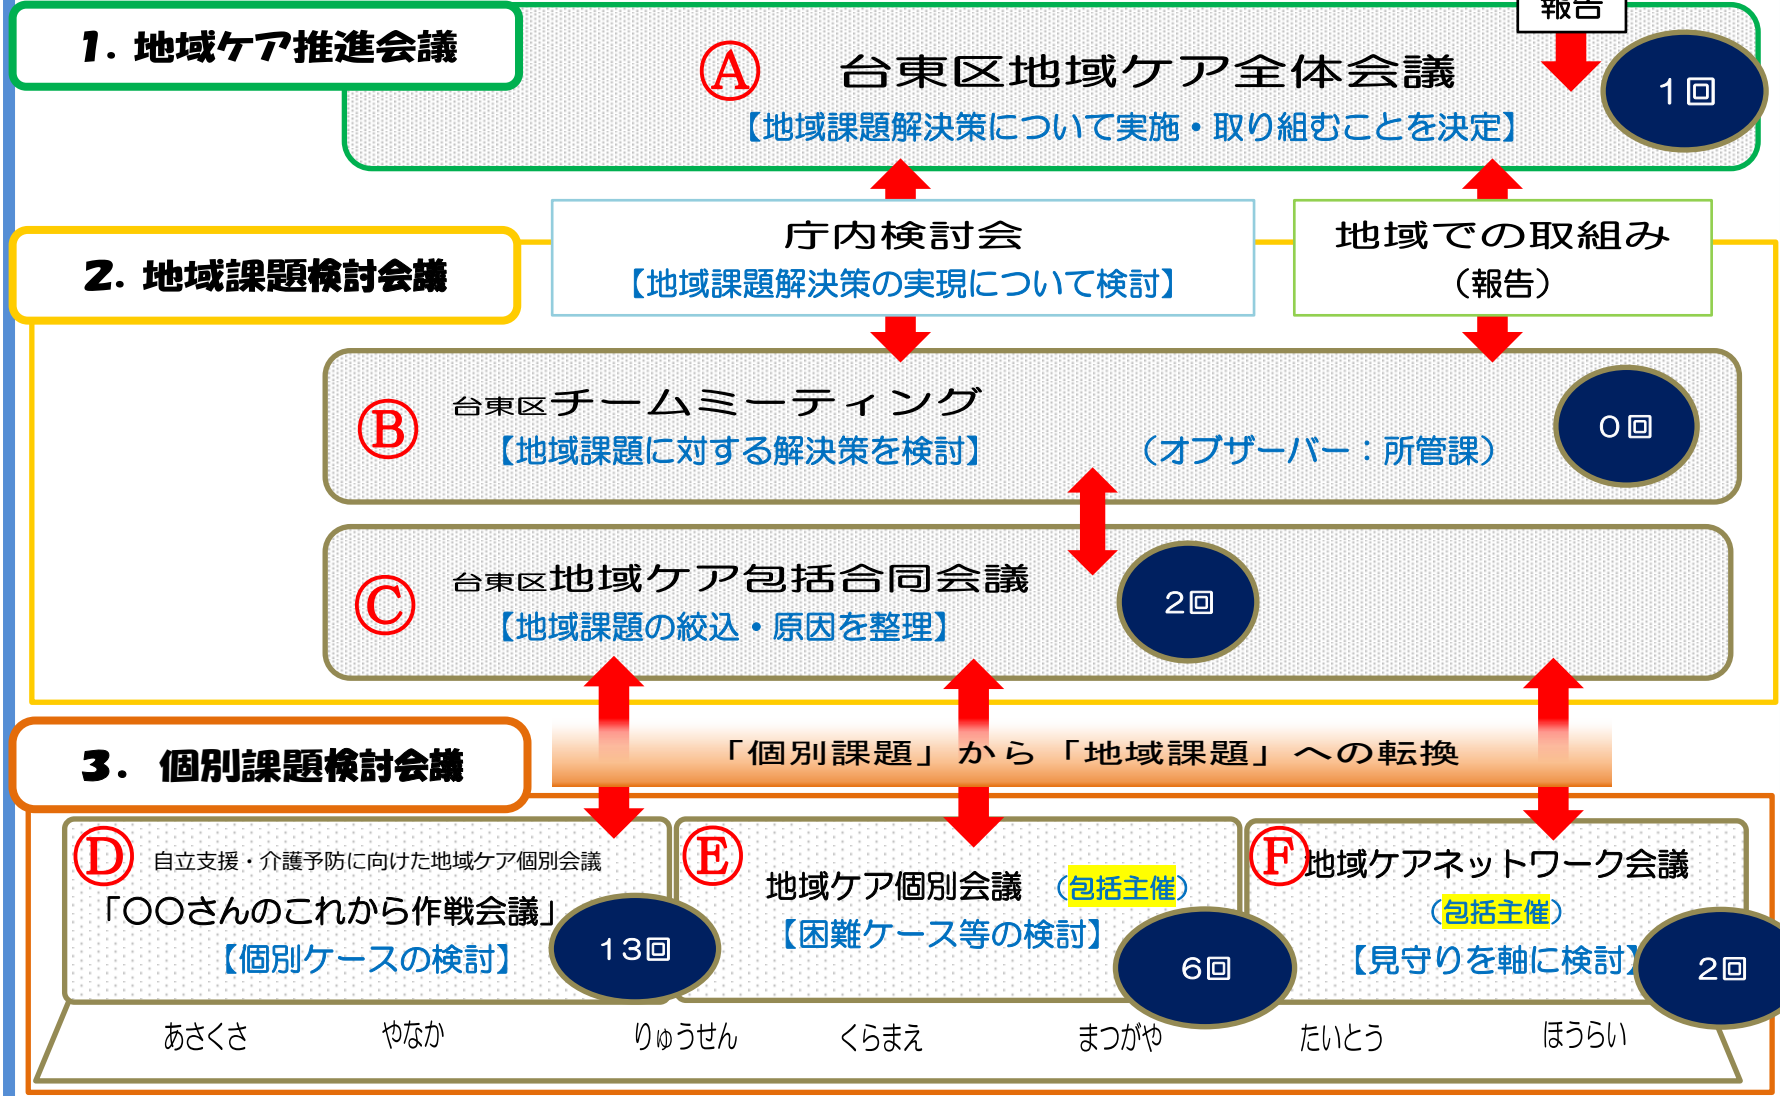 報告
1. 地域ケア推進会議
Ⓐ 台東区地域ケア全体会議
1回
【地域課題解決策について実施・取り組むことを決定】
2. 地域課題検討会議
庁内検討会
【地域課題解決策の実現について検討】
地域での取組み
（報告）
Ⓑ 台東区チームミーティング
【地域課題に対する解決策を検討】 （オブザーバー：所管課）
0回
Ⓒ 台東区地域ケア包括合同会議
【地域課題の絞込・原因を整理】
2回
「個別課題」から「地域課題」への転換
3. 個別課題検討会議
Ⓓ 自立支援・介護予防に向けた地域ケア個別会議
「〇〇さんのこれから作戦会議」
【個別ケースの検討】
13回
Ⓔ 地域ケア個別会議 （包括主催）
【困難ケース等の検討】
6回
Ⓕ 地域ケアネットワーク会議
（包括主催）
【見守りを軸に検討】
2回
あさくさ やなか りゅうせん くらまえ まつがや たいとう ほうらい